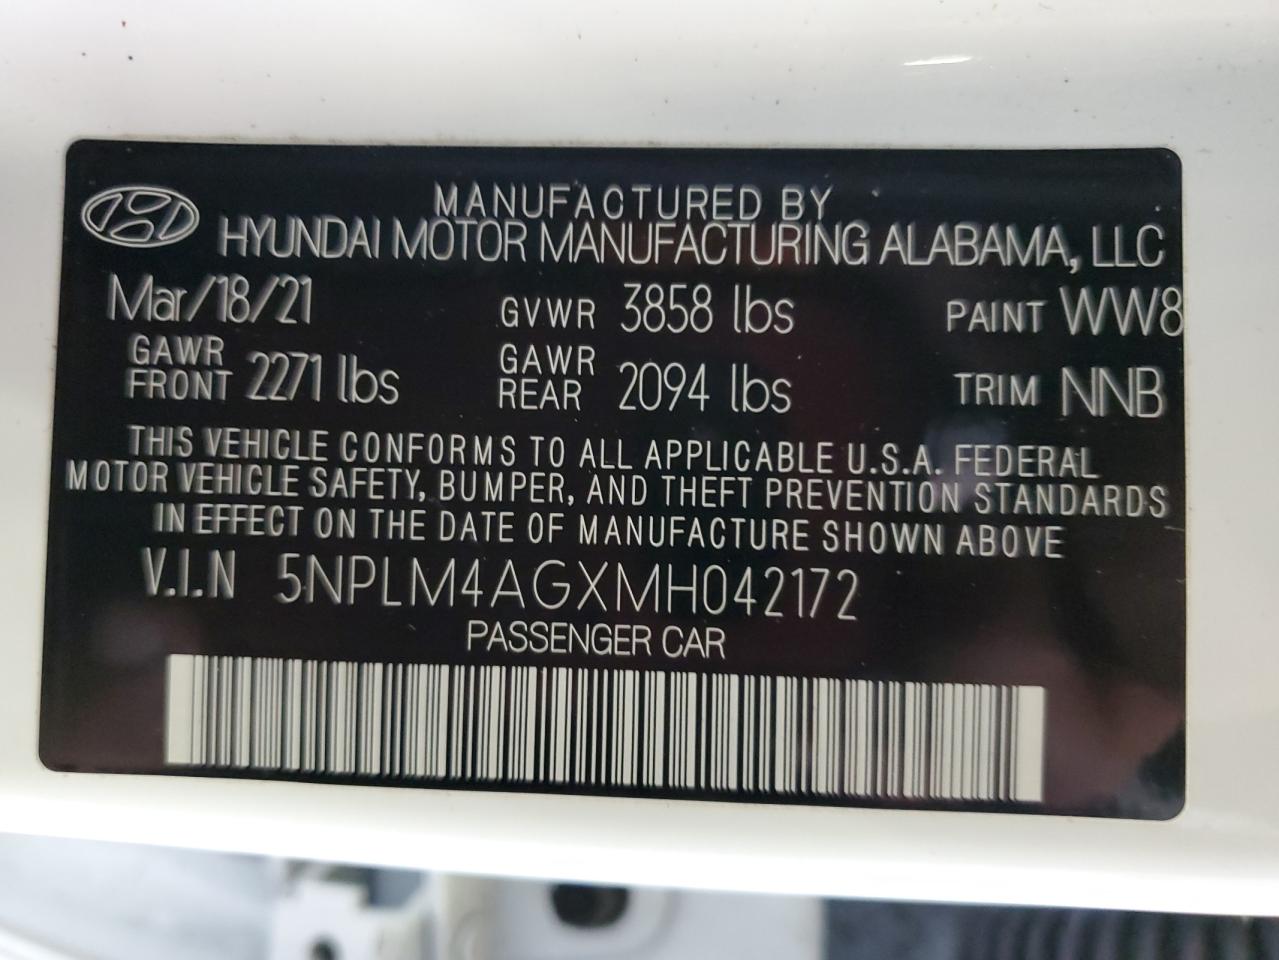 MANUFACTURED BY
HYUNDAI MOTOR MANUFACTURING ALABAMA, LLC
Mar/18/21 GVWR 3858 lbs PAINT WW8
GAWR FRONT 2271 lbs GAWR REAR 2094 lbs TRIM NNB
THIS VEHICLE CONFORMS TO ALL APPLICABLE U.S.A. FEDERAL
MOTOR VEHICLE SAFETY, BUMPER, AND THEFT PREVENTION STANDARDS
IN EFFECT ON THE DATE OF MANUFACTURE SHOWN ABOVE
V.I.N 5NPLM4AGXMH042172
PASSENGER CAR